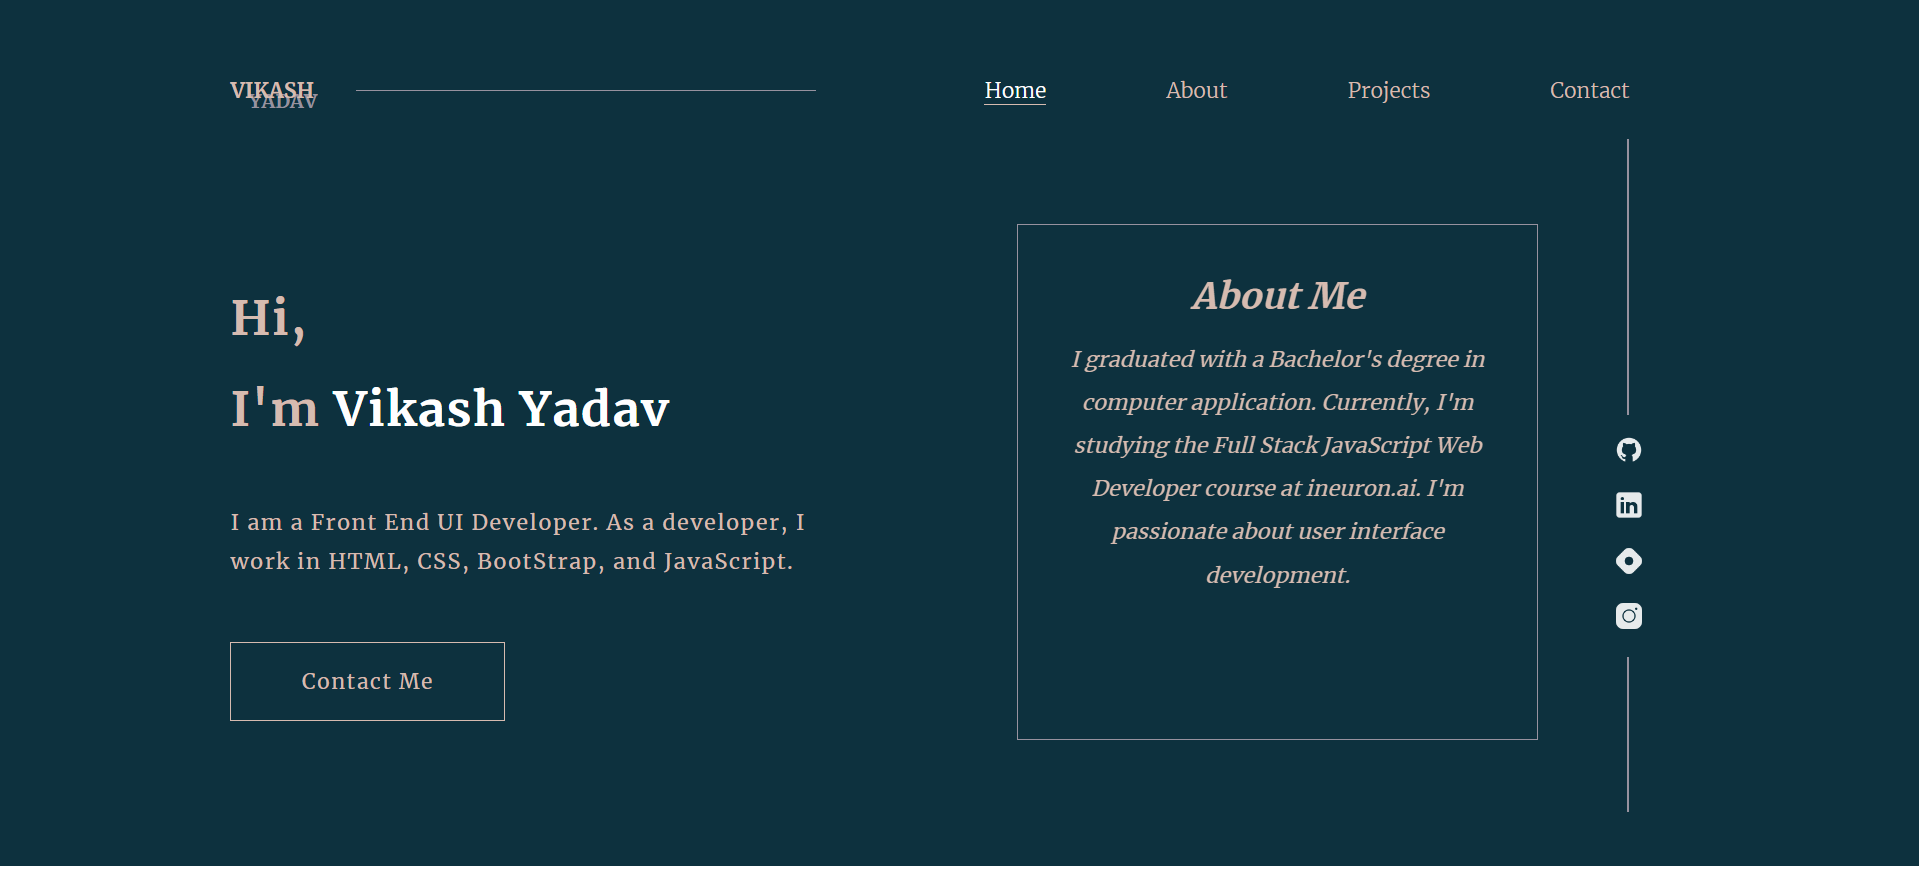 VIKASH
YADAV
Home
About
Projects
Contact
Hi,
I'm Vikash Yadav
I am a Front End UI Developer. As a developer, I
work in HTML, CSS, BootStrap, and JavaScript.
Contact Me
About Me
I graduated with a Bachelor's degree in
computer application. Currently, I'm
studying the Full Stack JavaScript Web
Developer course at ineuron.ai. I'm
passionate about user interface
development.
in